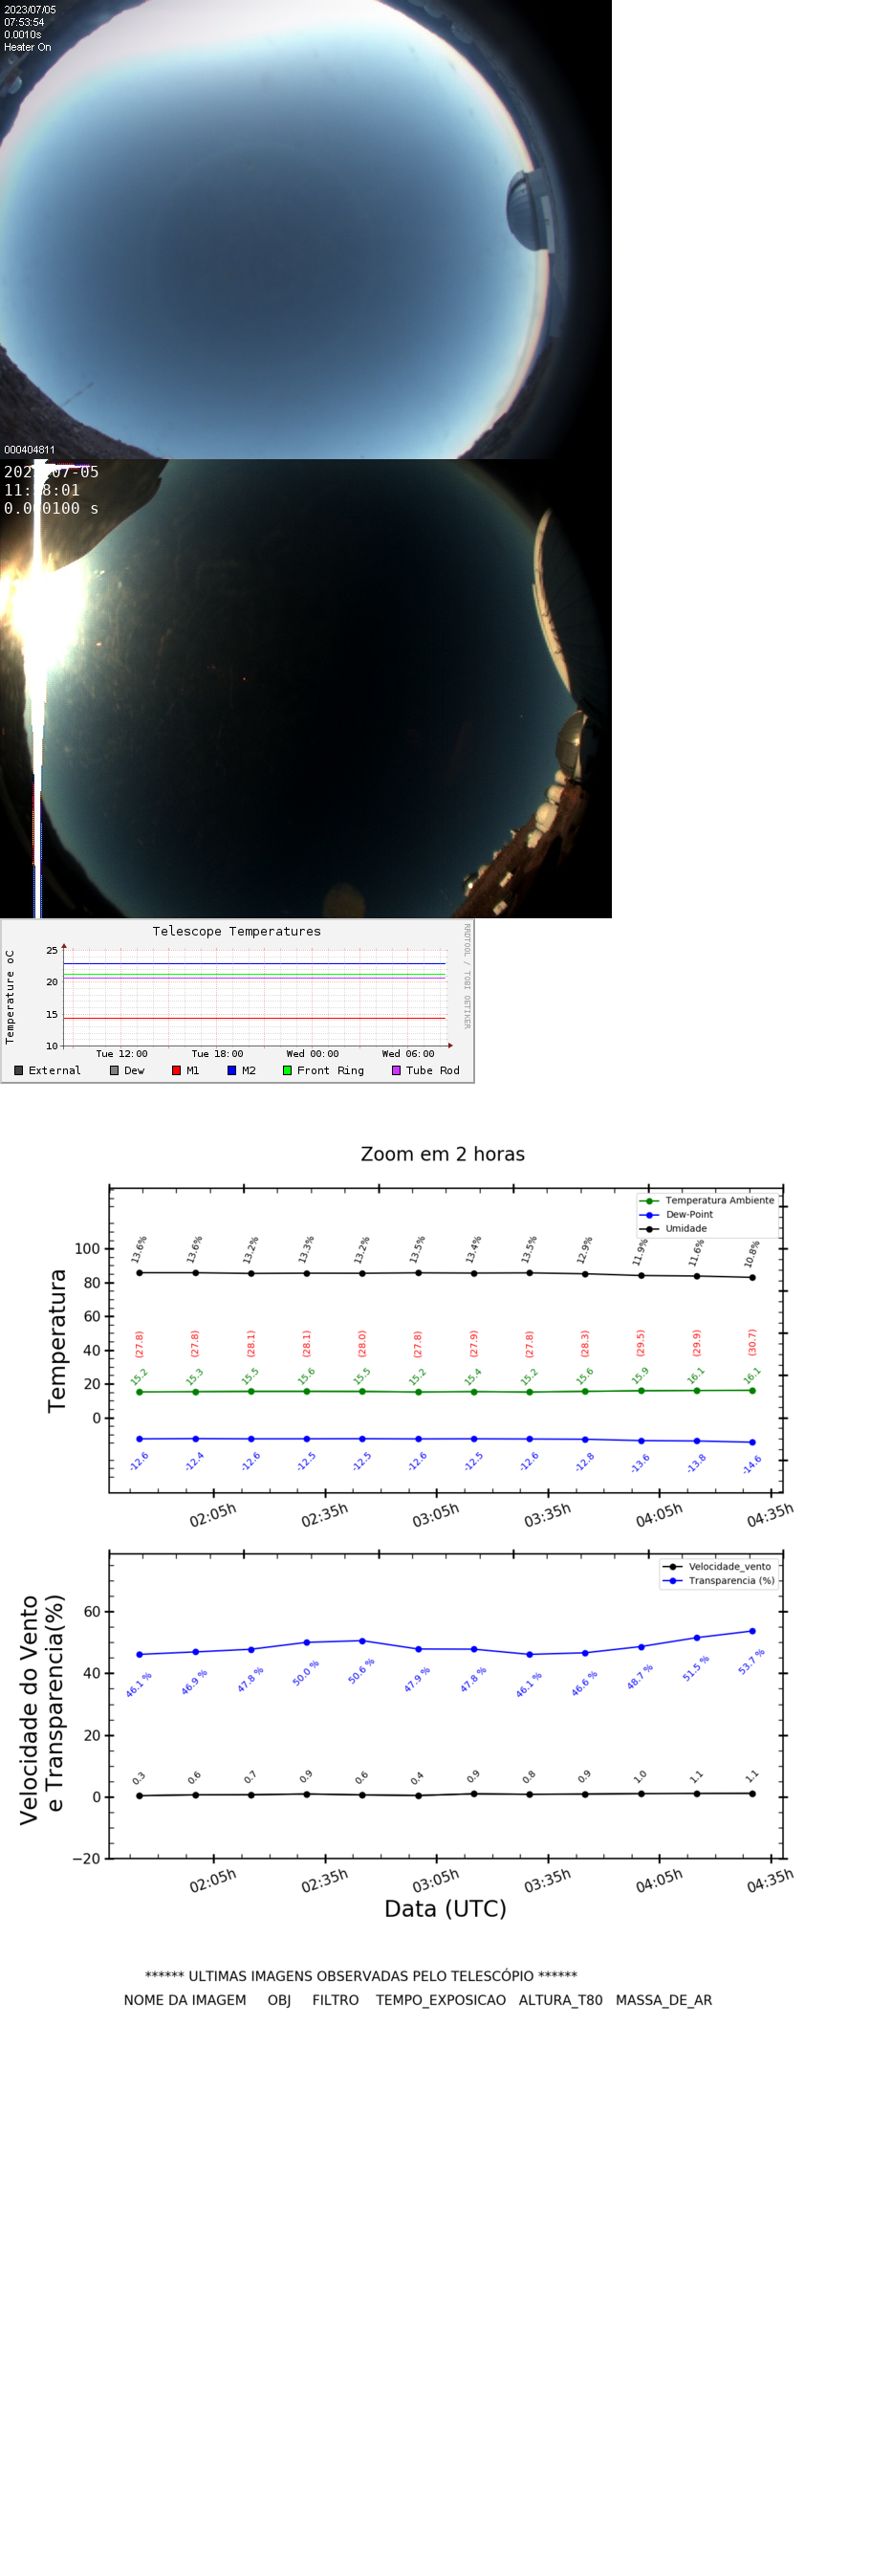 2023/07/05
07:53:54
0.0010s
Heater On
000404811
07-05
11: 8:01
0.0 0100 s
Telescope Temperatures
RRDTOOL / TOBI OETIKER
Temperature oC
25
20
15
10
Tue 12:00 Tue 18:00 Wed 00:00 Wed 06:00
External Dew M1 M2 Front Ring Tube Rod
Zoom em 2 horas
Temperatura
Temperatura Ambiente
Dew-Point
Umidade
100
80
60
40
20
0
13.6% 13.6% 13.2% 13.3% 13.2% 13.5% 13.4% 13.5% 12.9% 11.9% 11.6% 10.8%
(27.8) (27.8) (28.1) (28.1) (28.0) (27.8) (27.9) (27.8) (28.3) (29.5) (29.9) (30.7)
15.2 15.3 15.5 15.6 15.5 15.2 15.4 15.2 15.6 15.9 16.1 16.1
-12.6 -12.4 -12.6 -12.5 -12.5 -12.6 -12.5 -12.6 -12.8 -13.6 -13.8 -14.6
02:05h 02:35h 03:05h 03:35h 04:05h 04:35h
Velocidade do Vento
e Transparencia(%)
Velocidade_vento
Transparencia (%)
60
40
20
0
−20
46.1 % 46.9 % 47.8 % 50.0 % 50.6 % 47.9 % 47.8 % 46.1 % 46.6 % 48.7 % 51.5 % 53.7 %
0.3 0.6 0.7 0.9 0.6 0.4 0.9 0.8 0.9 1.0 1.1 1.1
02:05h 02:35h 03:05h 03:35h 04:05h 04:35h
Data (UTC)
****** ULTIMAS IMAGENS OBSERVADAS PELO TELESCÓPIO ******
NOME DA IMAGEM OBJ FILTRO TEMPO_EXPOSICAO ALTURA_T80 MASSA_DE_AR